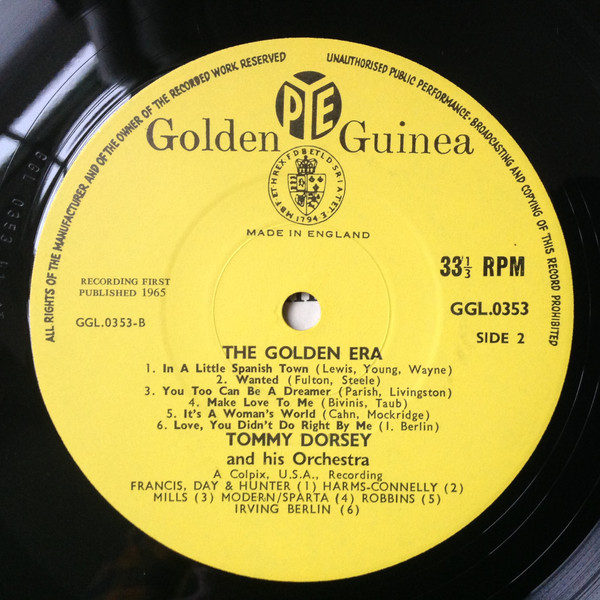 ALL RIGHTS OF THE MANUFACTURER AND OF THE OWNER OF THE RECORDED WORK RESERVED
UNAUTHORISED PUBLIC PERFORMANCE·BROADCASTING AND COPYING OF THIS RECORD PROHIBITED
PYE
Golden Guinea
MADE IN ENGLAND
33⅓ RPM
RECORDING FIRST
PUBLISHED 1965
GGL.0353
GGL.0353-B
SIDE 2
THE GOLDEN ERA
1. In A Little Spanish Town (Lewis, Young, Wayne)
2. Wanted (Fulton, Steele)
3. You Too Can Be A Dreamer (Parish, Livingston)
4. Make Love To Me (Bivinis, Taub)
5. It's A Woman's World (Cahn, Mockridge)
6. Love, You Didn't Do Right By Me (I. Berlin)
TOMMY DORSEY
and his Orchestra
A Colpix, U.S.A., Recording
FRANCIS, DAY & HUNTER (1) HARMS-CONNELLY (2)
MILLS (3) MODERN/SPARTA (4) ROBBINS (5)
IRVING BERLIN (6)